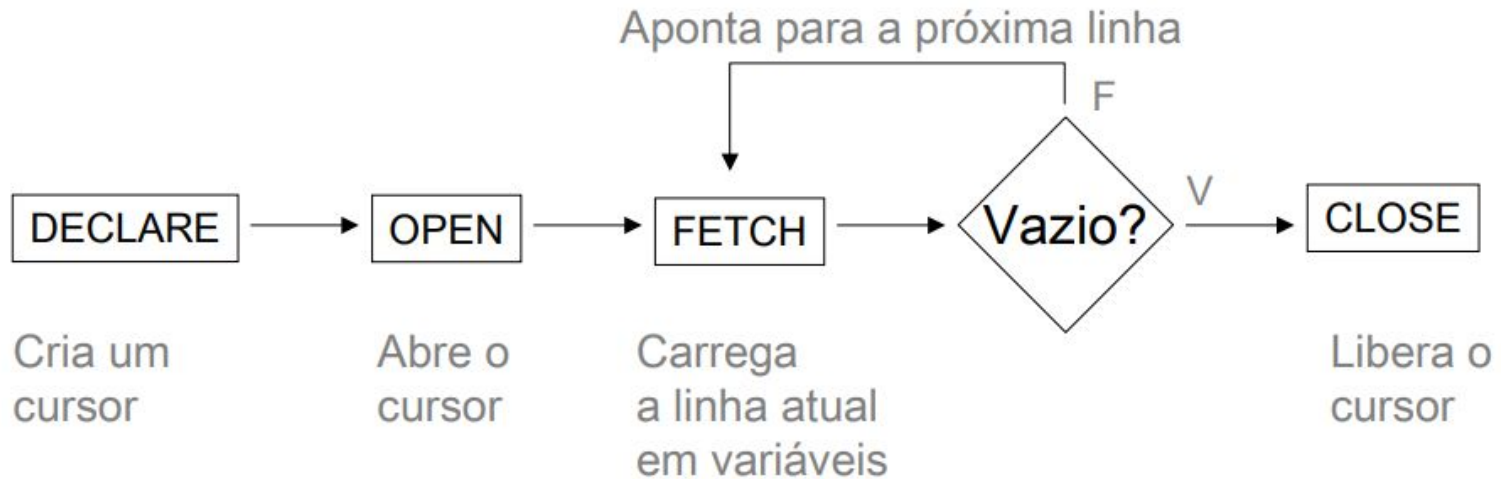 Aponta para a próxima linha
F
DECLARE
OPEN
FETCH
Vazio?
V
CLOSE
Cria um
cursor
Abre o
cursor
Carrega
a linha atual
em variáveis
Libera o
cursor